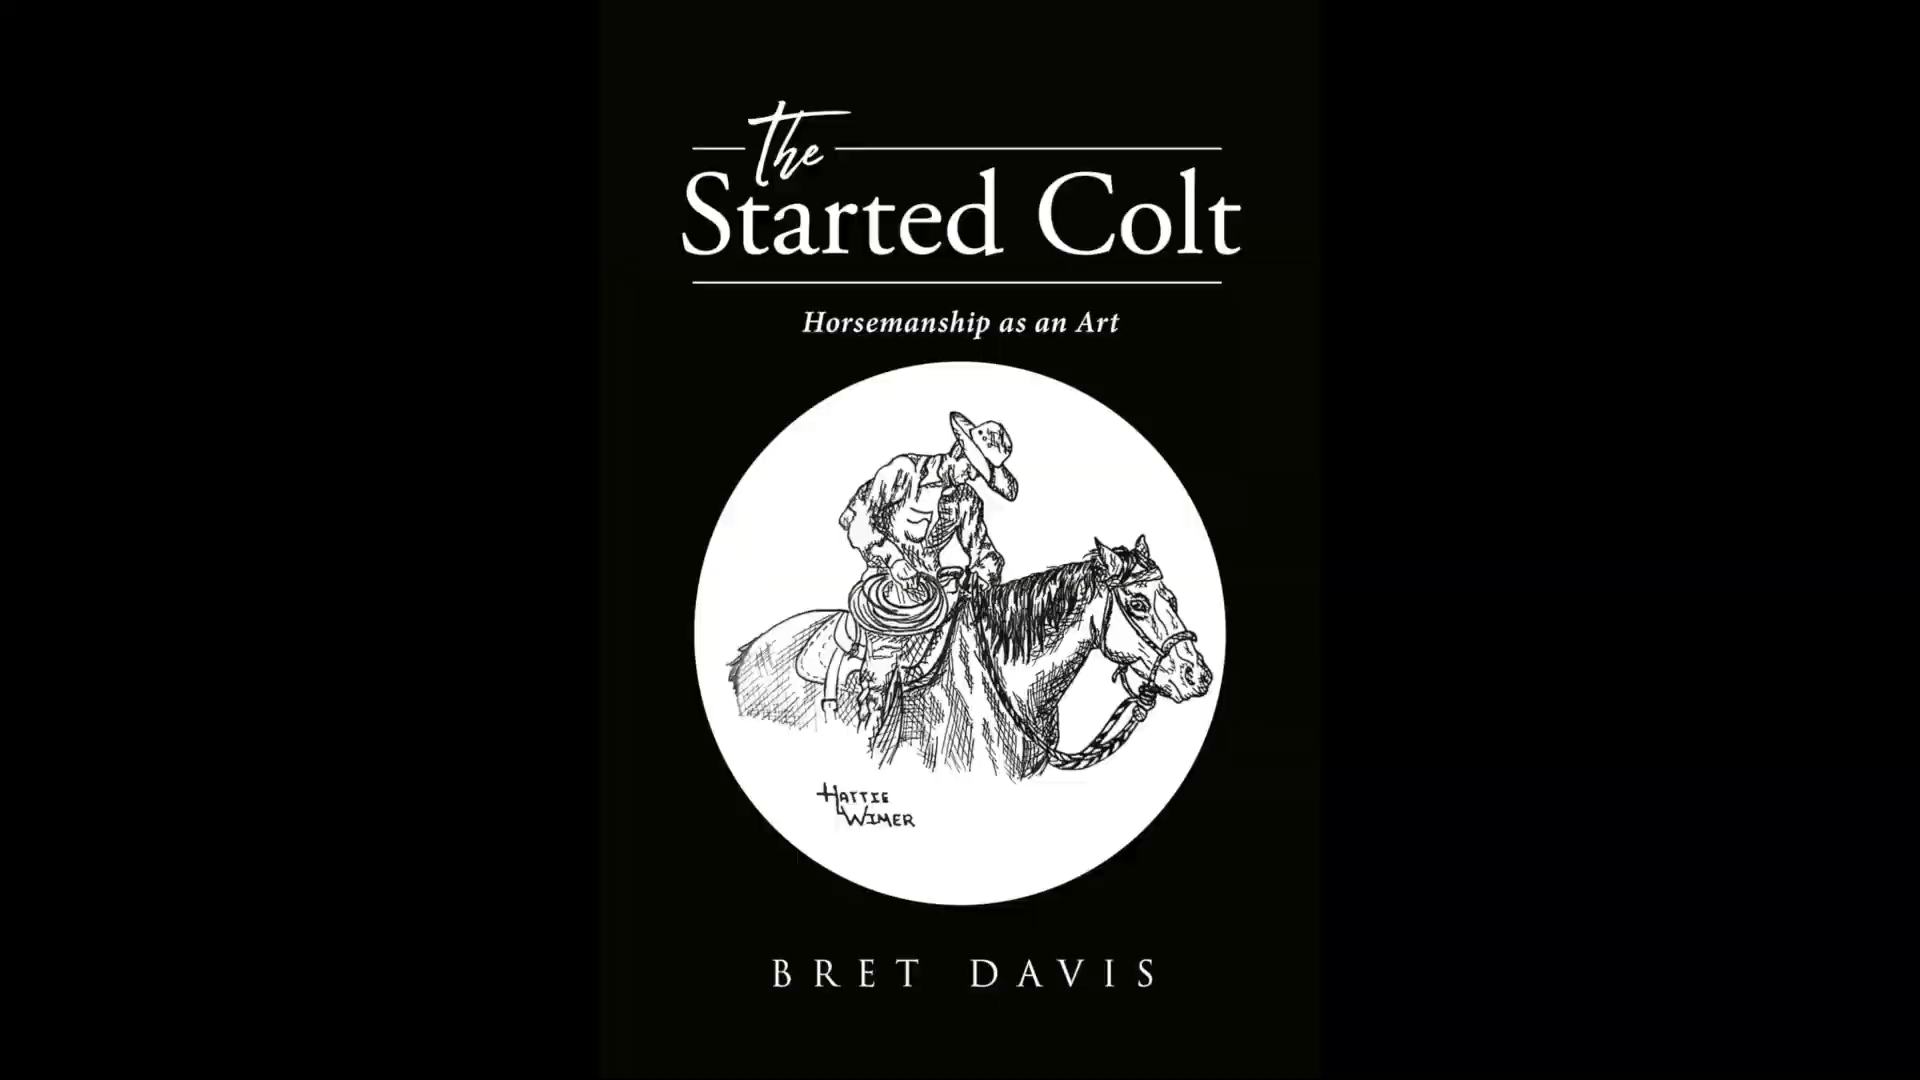 The
Started Colt
Horsemanship as an Art
HATTIE
WIMER
BRET DAVIS